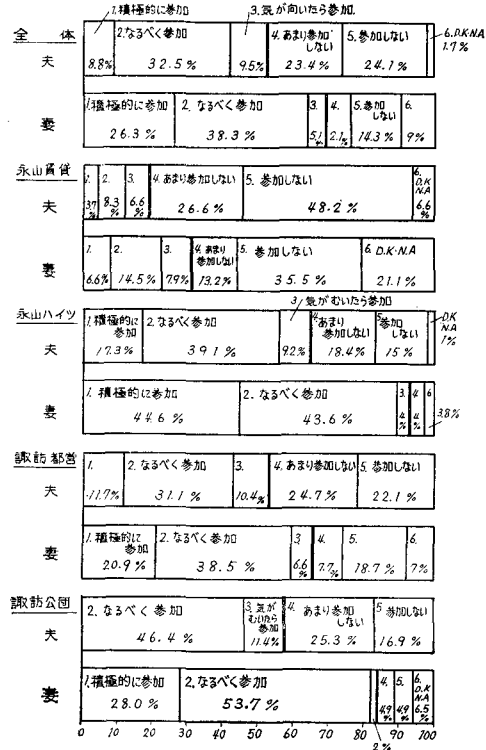 1.積極的に参加 3.気が向いたら参加.
全体 2.なるべく参加 4.あまり参加しない 5.参加しない 6.D.K.NA 1.7%
夫 8.8% 32.5% 9.5% 23.4% 24.1%
1.積極的に参加 2.なるべく参加 3. 4. 5.参加しない 6.
妻 26.3% 38.3% 5.1% 2.1% 14.3% 9%
永山賃貸 1. 2. 3. 4.あまり参加しない 5.参加しない 6.D.K NA
夫 3.7% 8.3% 6.6% 26.6% 48.2% 6.6%
1. 2. 3. 4.あまり参加しない 5. 参加しない 6. D.K・N.A
妻 6.6% 14.5% 7.9% 13.2% 35.5% 21.1%
3.気がむいたら参加
永山ハイツ 1.積極的に参加 2.なるべく参加 4.あまり参加しない 5.参加しない D.K NA 1%
夫 17.3% 39.1% 9.2% 18.4% 15%
1. 積極的に参加 2. なるべく参加 3. 4. 6
妻 44.6% 43.6% 4% 4% 3.8%
諏訪都営 1. 2. なるべく参加 3. 4.あまり参加しない 5.参加しない
夫 11.7% 31.1% 10.4% 24.7% 22.1%
1.積極的に参加 2.なるべく参加 3. 4. 5. 6.
妻 20.9% 38.5% 6.6% 7.7% 18.7% 7%
諏訪公団 2.なるべく参加 3.気がむいたら参加 4. あまり参加しない 5 参加しない
夫 46.4% 11.4% 25.3% 16.9%
1.積極的に参加 2.なるべく参加 4. 5. 6.D.K NA
妻 28.0% 53.7% 4.9% 4.9% 6.5%
2%
0 10 20 30 40 50 60 70 80 90 100